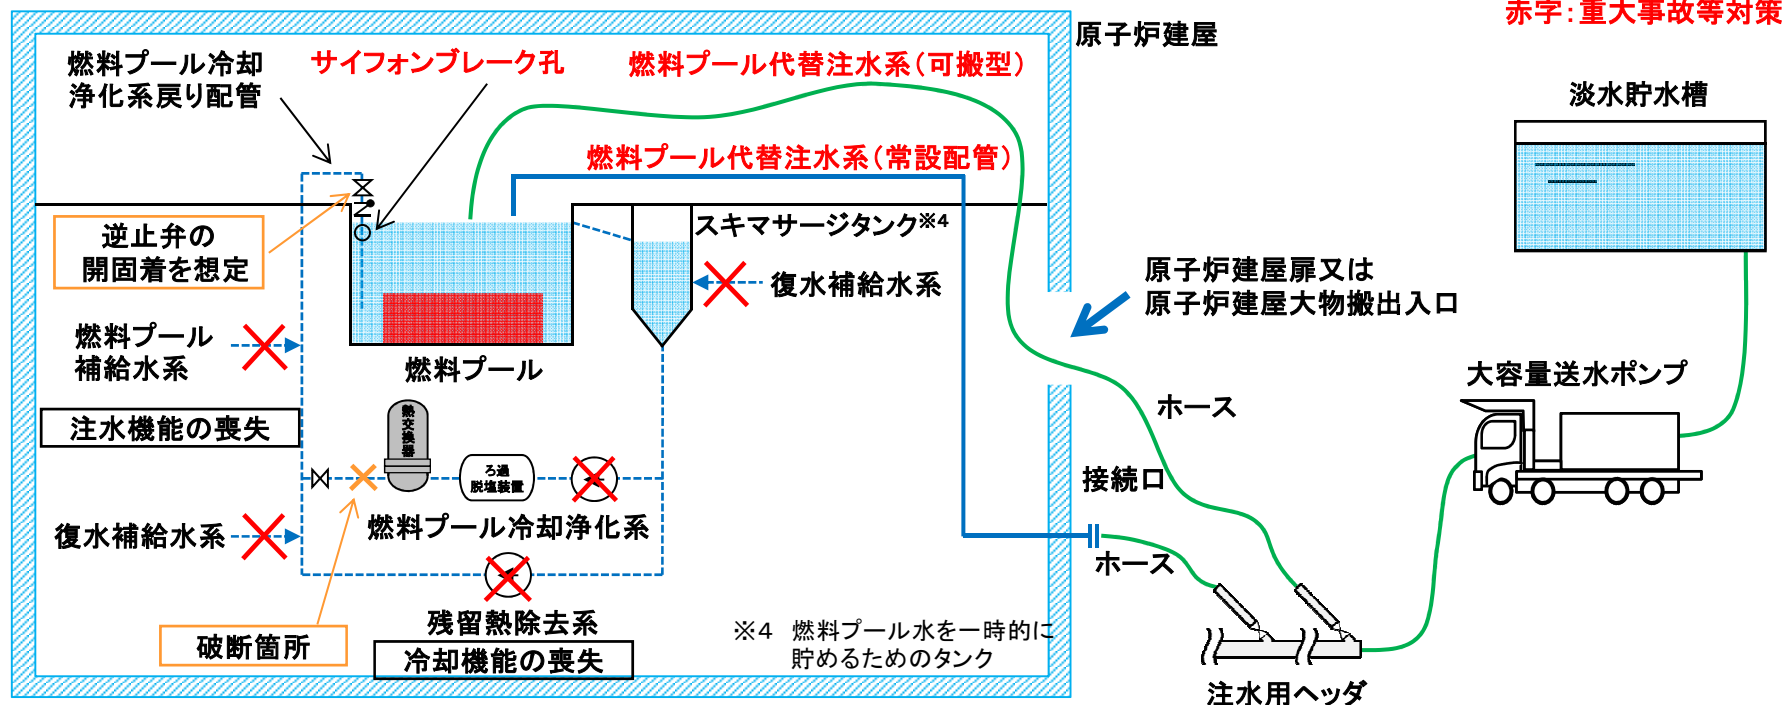 赤字：重大事故等対策
原子炉建屋
燃料プール冷却
浄化系戻り配管
サイフォンブレーク孔
燃料プール代替注水系（可搬型）
淡水貯水槽
燃料プール代替注水系（常設配管）
逆止弁の
開固着を想定
スキマサージタンク※4
復水補給水系
原子炉建屋扉又は
原子炉建屋大物搬出入口
燃料プール
補給水系
燃料プール
大容量送水ポンプ
注水機能の喪失
熱交換器
ホース
ろ過
脱塩装置
接続口
復水補給水系
燃料プール冷却浄化系
ホース
残留熱除去系
破断箇所
冷却機能の喪失
※4 燃料プール水を一時的に
貯めるためのタンク
注水用ヘッダ